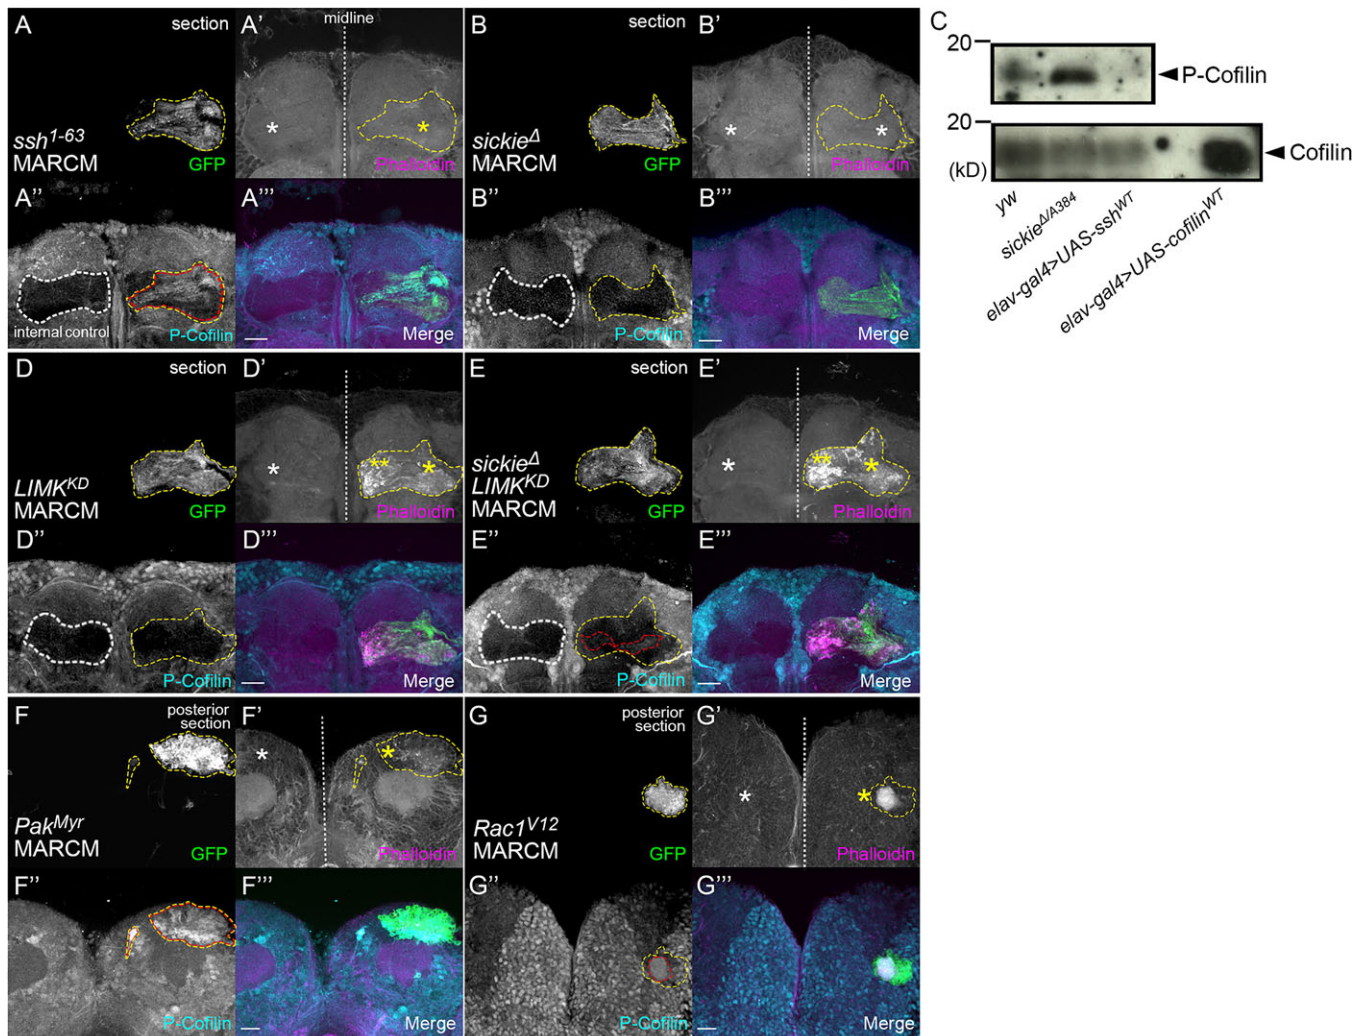 A
section
ssh1-63
MARCM
GFP
A'
midline
*
*
Phalloidin
A''
internal control
P-Cofilin
A'''
Merge
B
section
sickieΔ
MARCM
GFP
B'
*
*
Phalloidin
B''
P-Cofilin
B'''
Merge
C
20
P-Cofilin
20
(kD)
Cofilin
yw
sickieΔ/A384
elav-gal4>UAS-sshWT
elav-gal4>UAS-cofilinWT
D
section
LIMKKD
MARCM
GFP
D'
*
**
*
Phalloidin
D''
P-Cofilin
D'''
Merge
E
section
sickieΔ
LIMKKD
MARCM
GFP
E'
*
**
*
Phalloidin
E''
P-Cofilin
E'''
Merge
F
posterior
section
PakMyr
MARCM
GFP
F'
*
*
Phalloidin
F''
P-Cofilin
F'''
Merge
G
posterior
section
Rac1V12
MARCM
GFP
G'
*
*
Phalloidin
G''
P-Cofilin
G'''
Merge